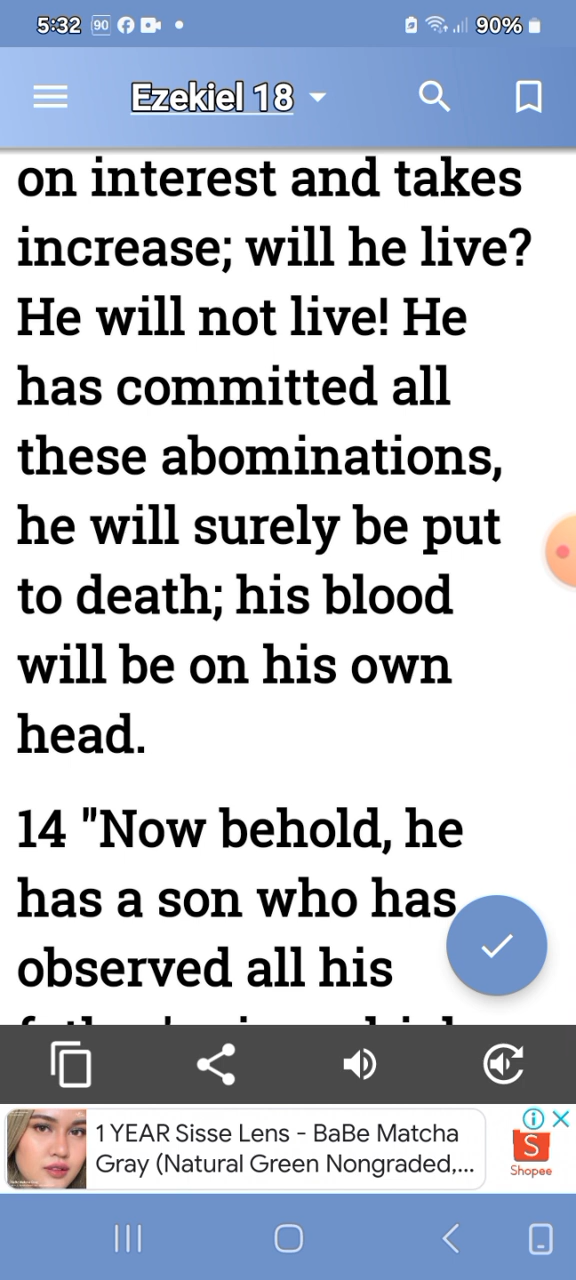 5:32 90 90%
Ezekiel 18
on interest and takes
increase; will he live?
He will not live! He
has committed all
these abominations,
he will surely be put
to death; his blood
will be on his own
head.
14 "Now behold, he
has a son who has
observed all his
1 YEAR Sisse Lens - BaBe Matcha
Gray (Natural Green Nongraded,...
S
Shopee